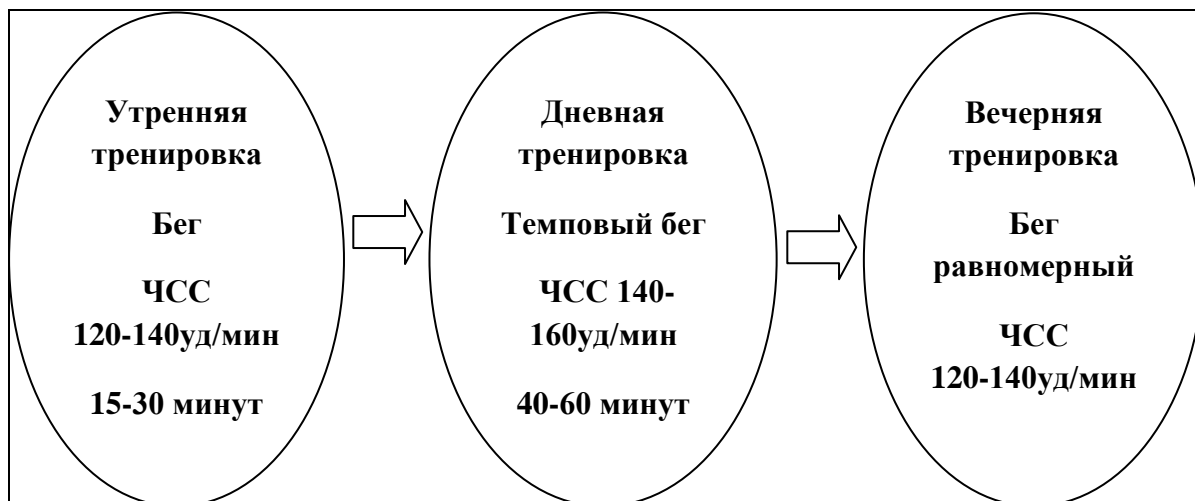 Утренняя
тренировка
Бег
ЧСС
120-140уд/мин
15-30 минут
Дневная
тренировка
Темповый бег
ЧСС 140-
160уд/мин
40-60 минут
Вечерняя
тренировка
Бег
равномерный
ЧСС
120-140уд/мин